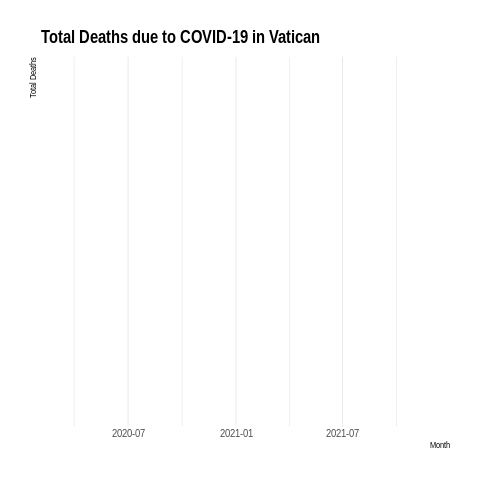 Total Deaths due to COVID-19 in Vatican
Total Deaths
2020-07 2021-01 2021-07
Month